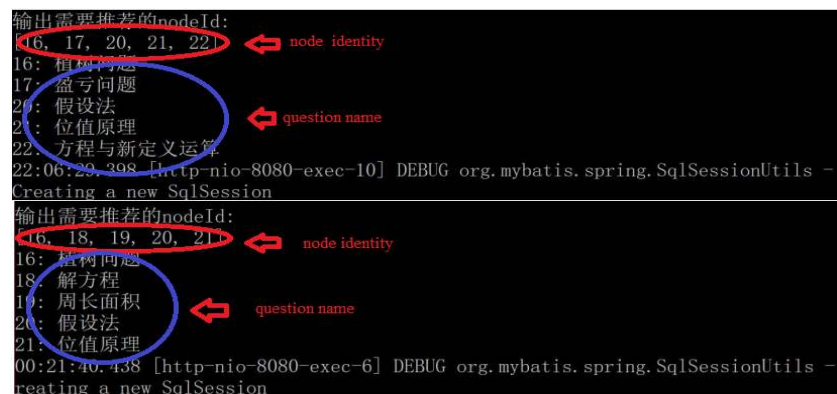 输出需要推荐的nodeId:
[16, 17, 20, 21, 22]
node identity
16: 植树问题
17: 盈亏问题
20: 假设法
question name
21: 位值原理
22: 方程与新定义运算
22:06:29.398 [http-nio-8080-exec-10] DEBUG org.mybatis.spring.SqlSessionUtils -
Creating a new SqlSession
输出需要推荐的nodeId:
[16, 18, 19, 20, 21]
node identity
16: 植树问题
18: 解方程
19: 周长面积
question name
20: 假设法
21: 位值原理
00:21:40.438 [http-nio-8080-exec-6] DEBUG org.mybatis.spring.SqlSessionUtils -
reating a new SqlSession